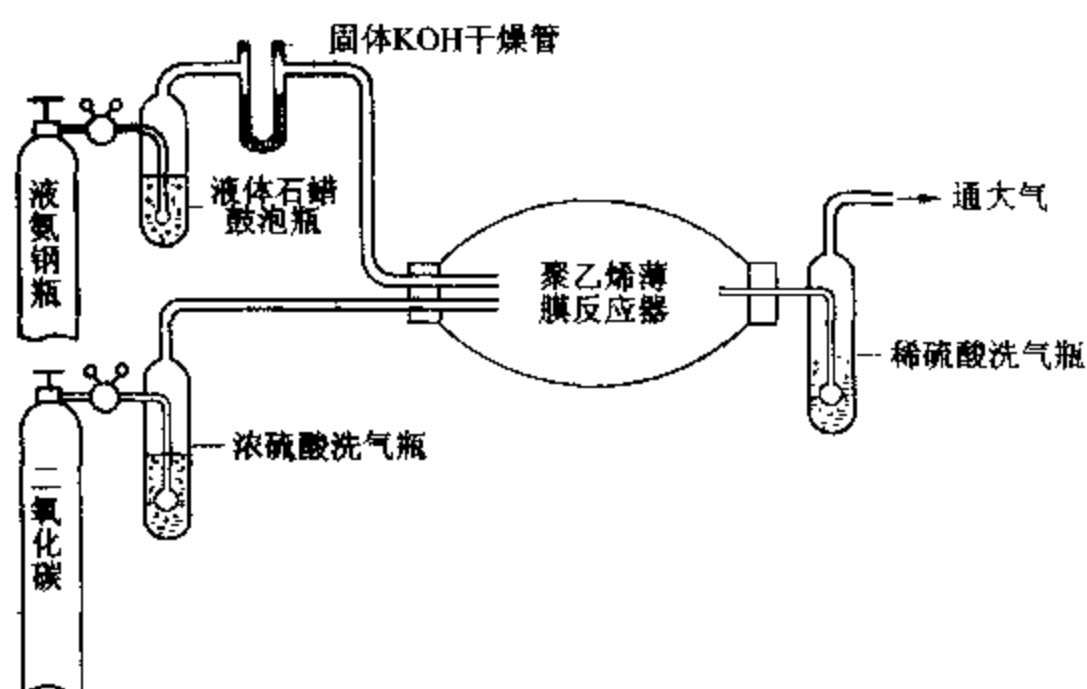 固体KOH干燥管
液氨钢瓶
液体石蜡
鼓泡瓶
通大气
聚乙烯薄
膜反应器
稀硫酸洗气瓶
浓硫酸洗气瓶
二氧化碳